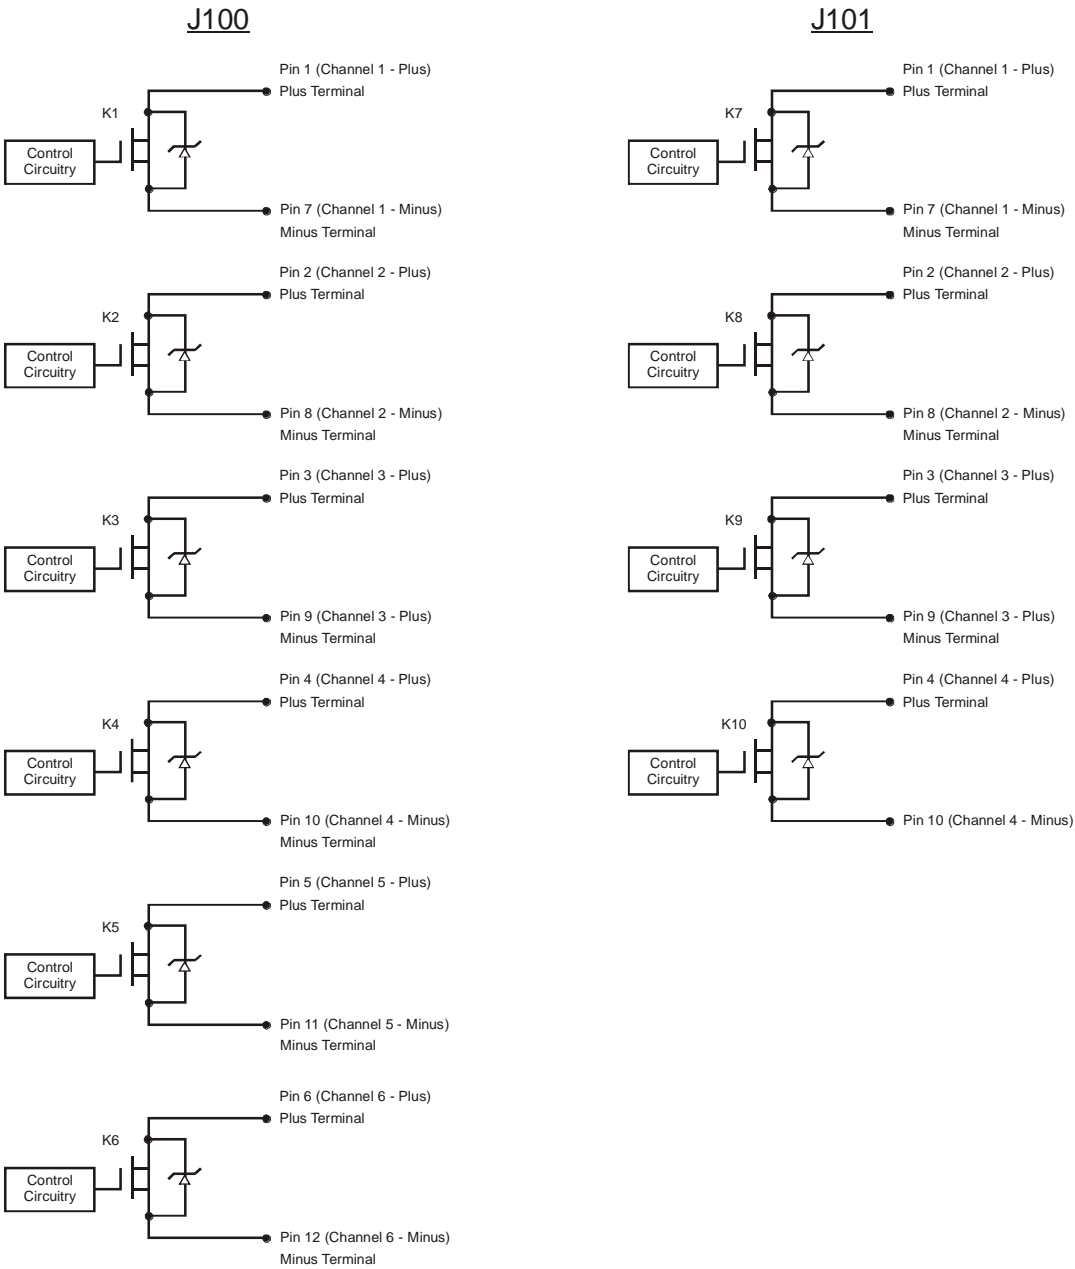 J100
Pin 1 (Channel 1 - Plus)
Plus Terminal
K1
Control
Circuitry
Pin 7 (Channel 1 - Minus)
Minus Terminal
Pin 2 (Channel 2 - Plus)
Plus Terminal
K2
Control
Circuitry
Pin 8 (Channel 2 - Minus)
Minus Terminal
Pin 3 (Channel 3 - Plus)
Plus Terminal
K3
Control
Circuitry
Pin 9 (Channel 3 - Plus)
Minus Terminal
Pin 4 (Channel 4 - Plus)
Plus Terminal
K4
Control
Circuitry
Pin 10 (Channel 4 - Minus)
Minus Terminal
Pin 5 (Channel 5 - Plus)
Plus Terminal
K5
Control
Circuitry
Pin 11 (Channel 5 - Minus)
Minus Terminal
Pin 6 (Channel 6 - Plus)
Plus Terminal
K6
Control
Circuitry
Pin 12 (Channel 6 - Minus)
Minus Terminal
J101
Pin 1 (Channel 1 - Plus)
Plus Terminal
K7
Control
Circuitry
Pin 7 (Channel 1 - Minus)
Minus Terminal
Pin 2 (Channel 2 - Plus)
Plus Terminal
K8
Control
Circuitry
Pin 8 (Channel 2 - Minus)
Minus Terminal
Pin 3 (Channel 3 - Plus)
Plus Terminal
K9
Control
Circuitry
Pin 9 (Channel 3 - Plus)
Minus Terminal
Pin 4 (Channel 4 - Plus)
Plus Terminal
K10
Control
Circuitry
Pin 10 (Channel 4 - Minus)